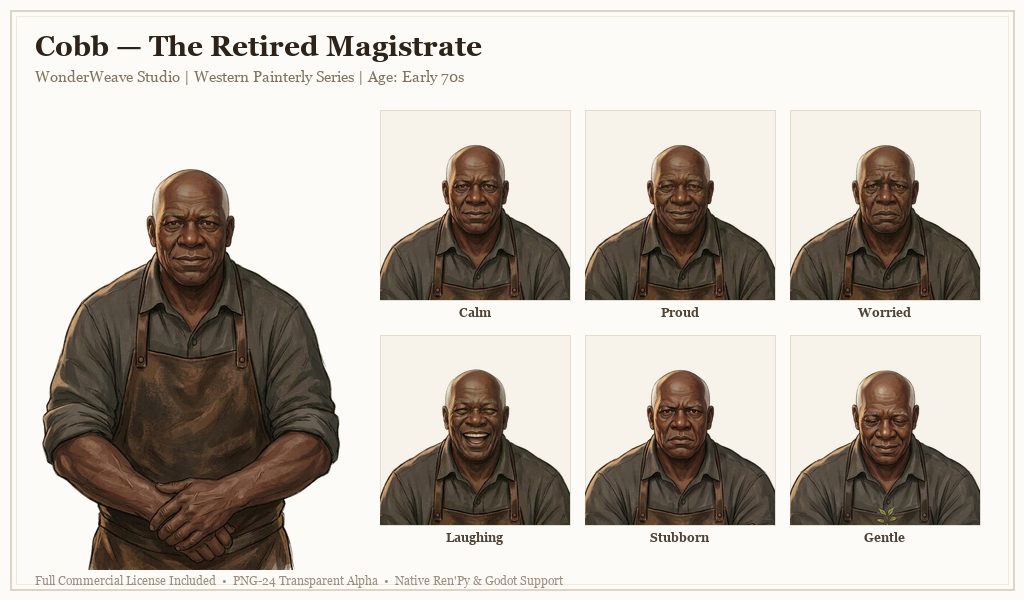 Cobb — The Retired Magistrate
WonderWeave Studio | Western Painterly Series | Age: Early 70s
Calm
Proud
Worried
Laughing
Stubborn
Gentle
Full Commercial License Included • PNG-24 Transparent Alpha • Native Ren'Py & Godot Support